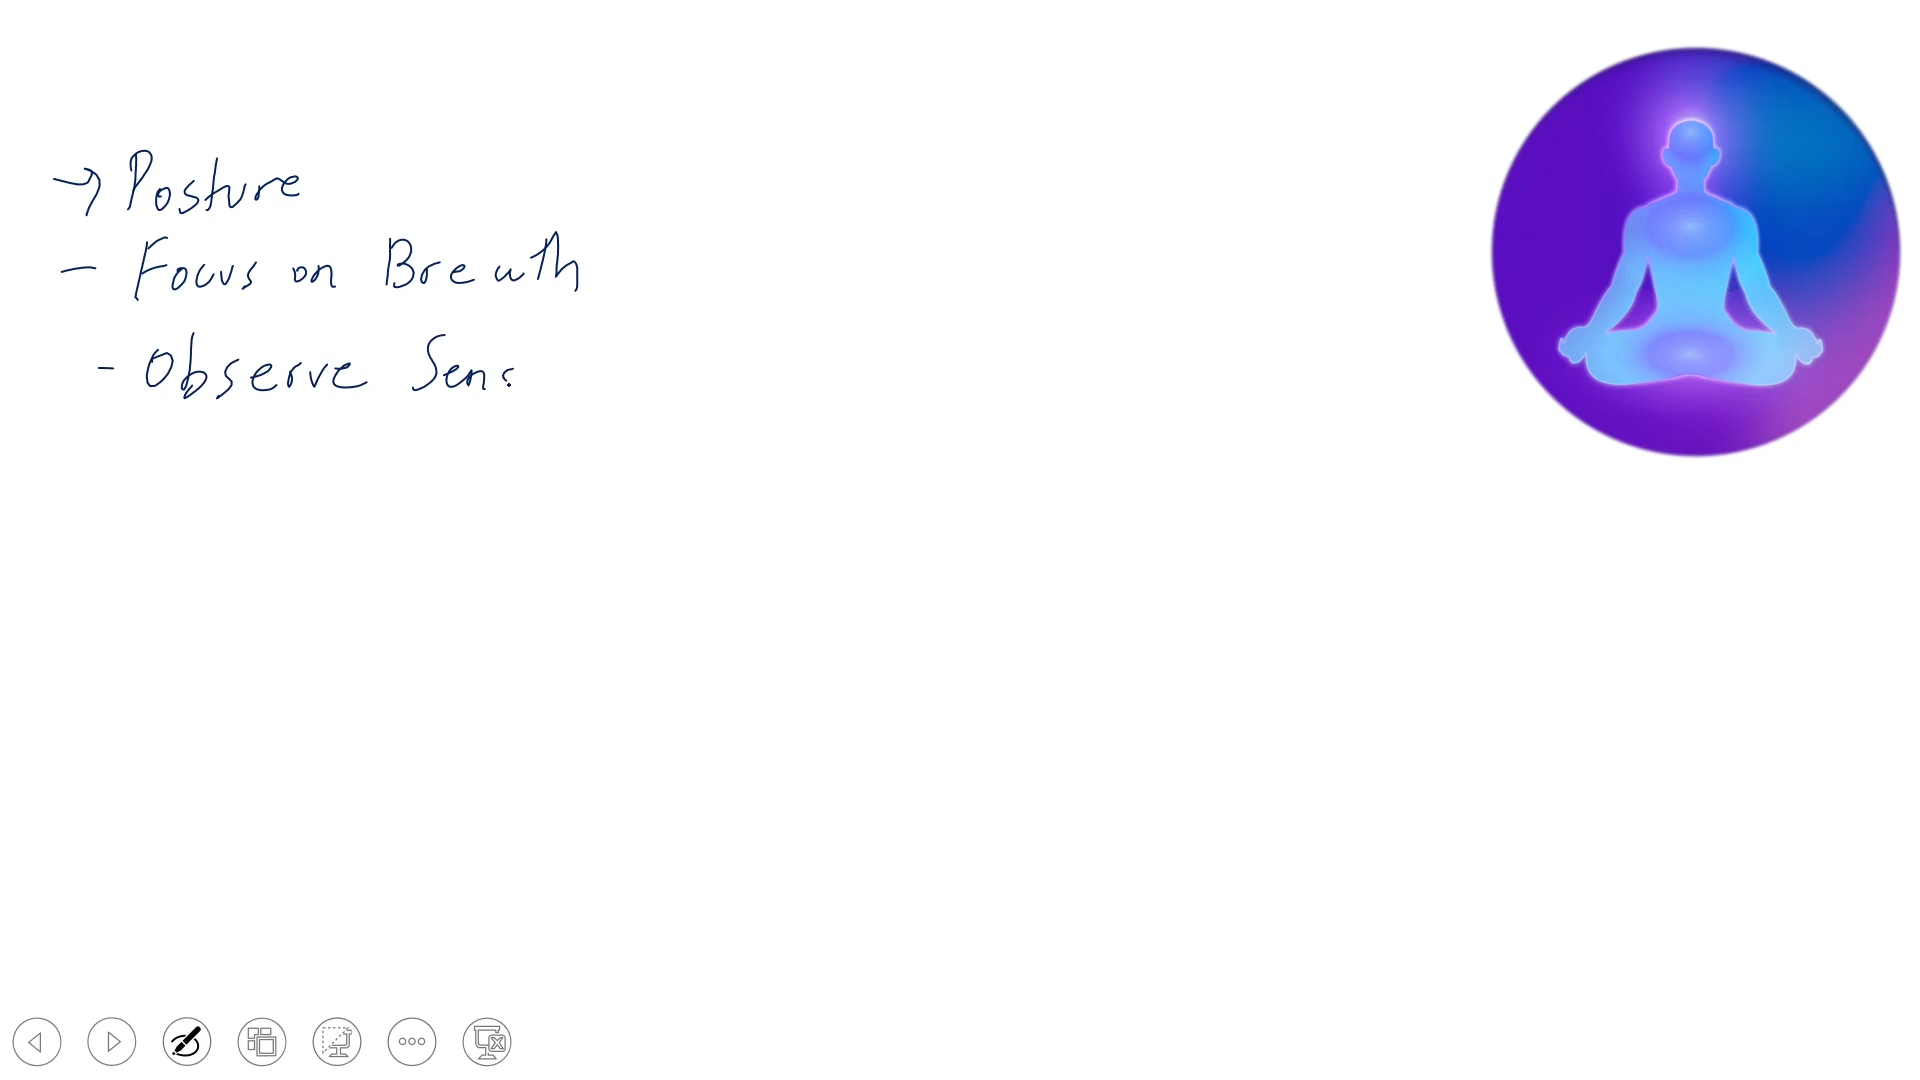 → Posture
- Focus on Breath
- Observe Sens